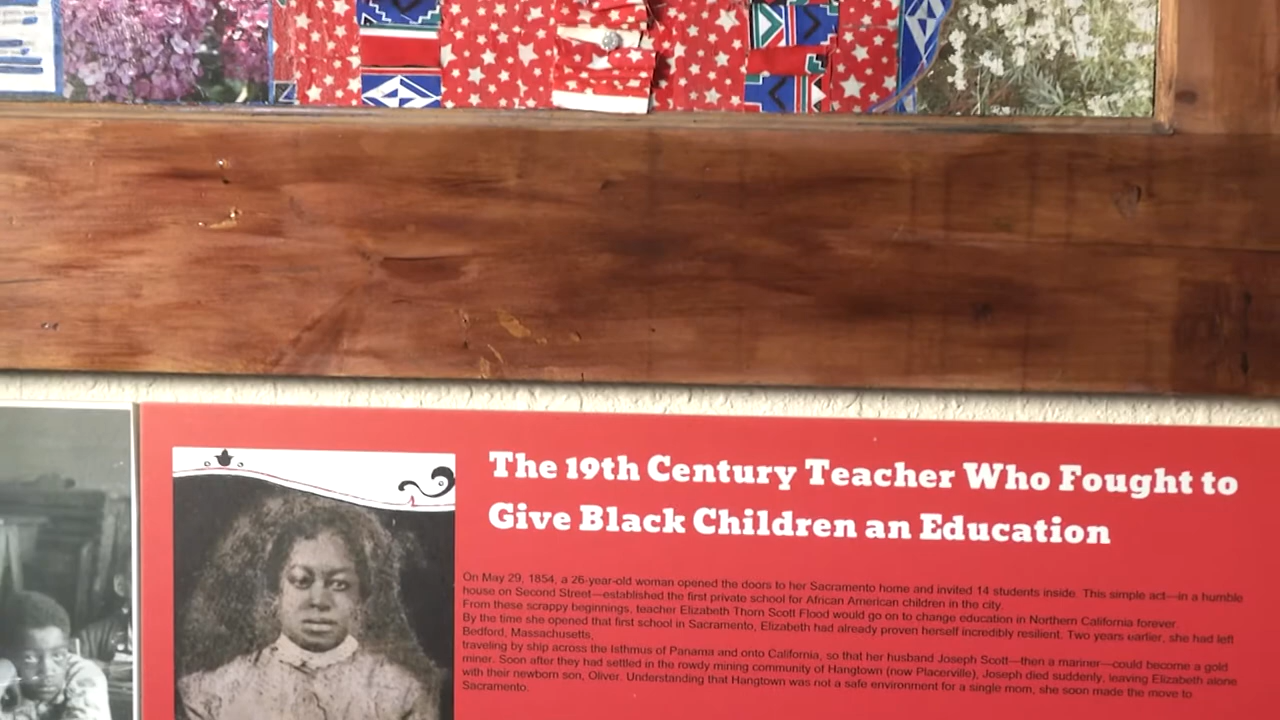 The 19th Century Teacher Who Fought to
Give Black Children an Education
On May 29, 1854, a 26-year-old woman opened the doors to her Sacramento home and invited 14 students inside. This simple act—in a humble
house on Second Street—established the first private school for African American children in the city.
From these scrappy beginnings, teacher Elizabeth Thorn Scott Flood would go on to change education in Northern California forever.
By the time she opened that first school in Sacramento, Elizabeth had already proven herself incredibly resilient. Two years earlier, she had left
Bedford, Massachusetts,
traveling by ship across the Isthmus of Panama and onto California, so that her husband Joseph Scott—then a mariner—could become a gold
miner. Soon after they had settled in the rowdy mining community of Hangtown (now Placerville), Joseph died suddenly, leaving Elizabeth alone
with their newborn son, Oliver. Understanding that Hangtown was not a safe environment for a single mom, she soon made the move to
Sacramento.